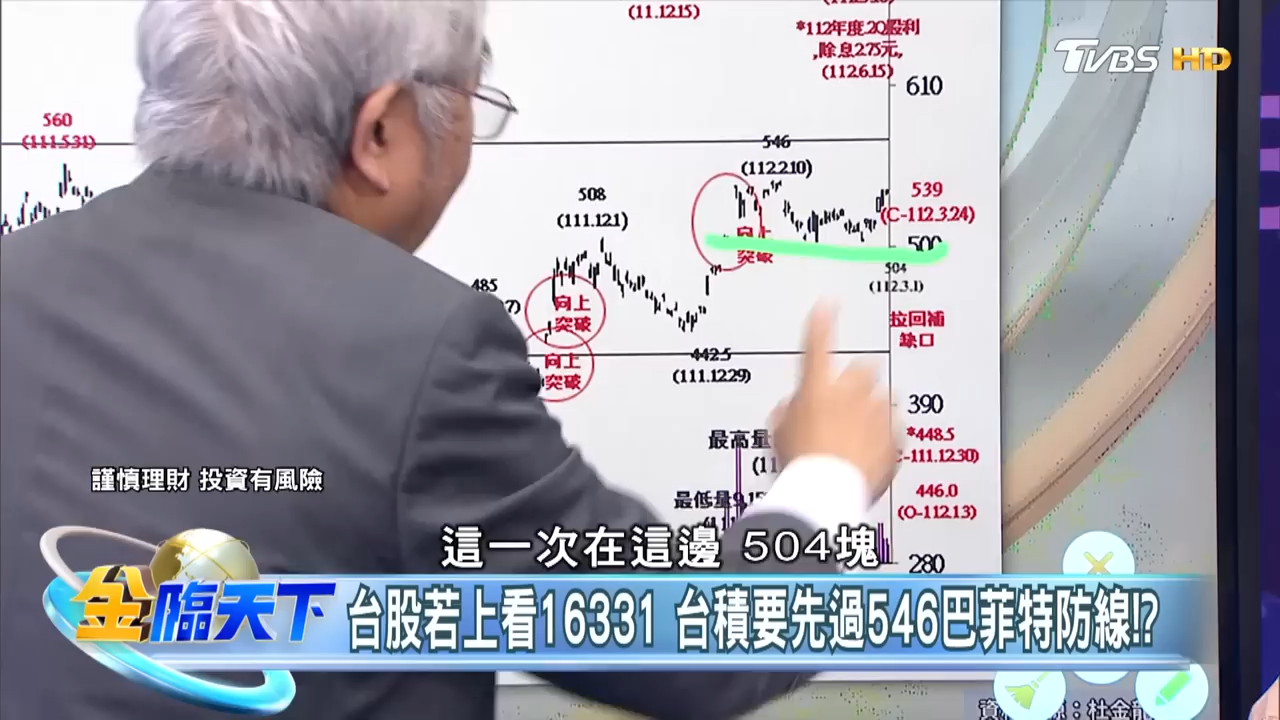 (11.12.15)
*112年度2.0股利
,除息2.75元,
(112.6.15)
TVBS HD
610
560
(111.5.31)
546
(112.2.10)
508
(111.12.1)
539
(C-112.3.24)
向上
突破
500
504
(112.3.1)
485
向上
突破
拉回補
缺口
向上
突破
442.5
(111.12.29)
390
*448.5
-111.12.30)
最高量
(11
446.0
(O-112.1.3)
謹慎理財 投資有風險
最低量9,15
這一次在這邊 504塊
280
金臨天下
台股若上看16331 台積要先過546巴菲特防線!?